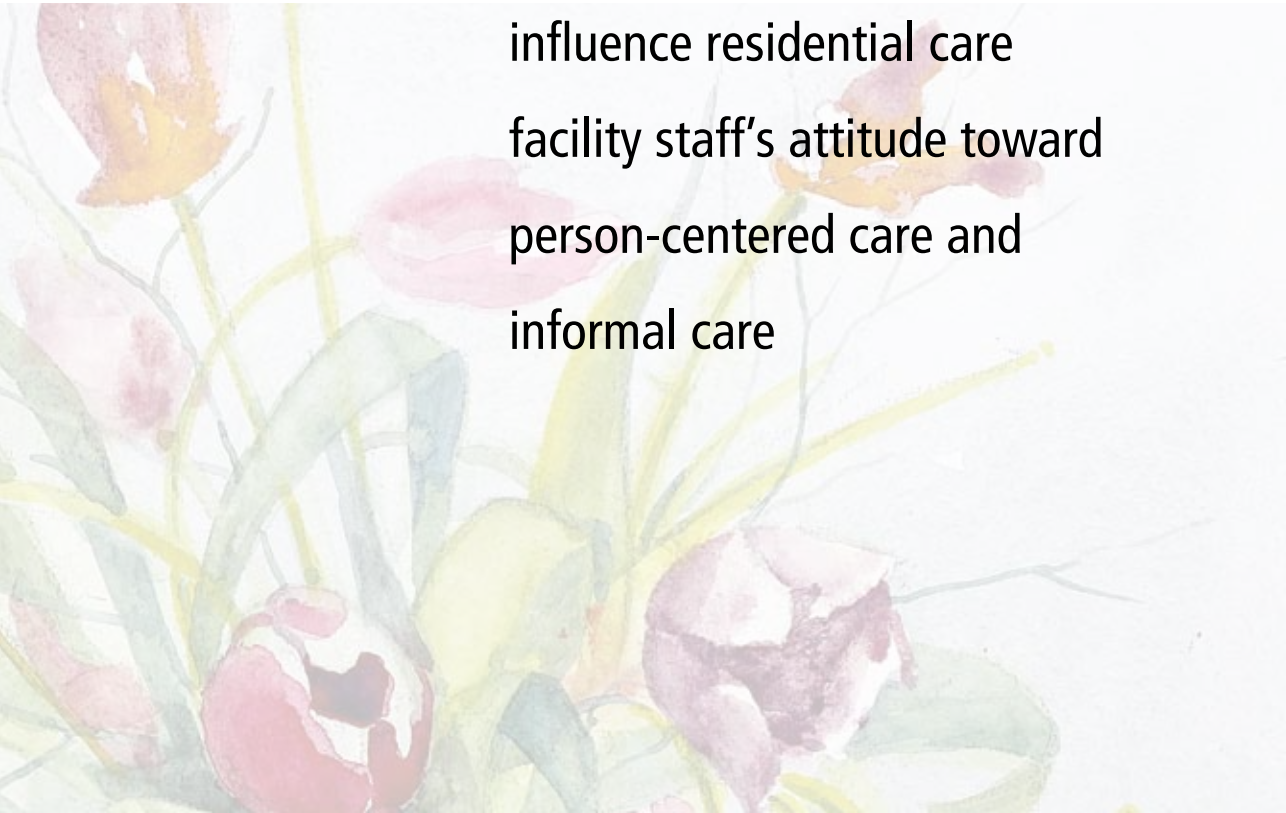 influence residential care
facility staff’s attitude toward
person-centered care and
informal care